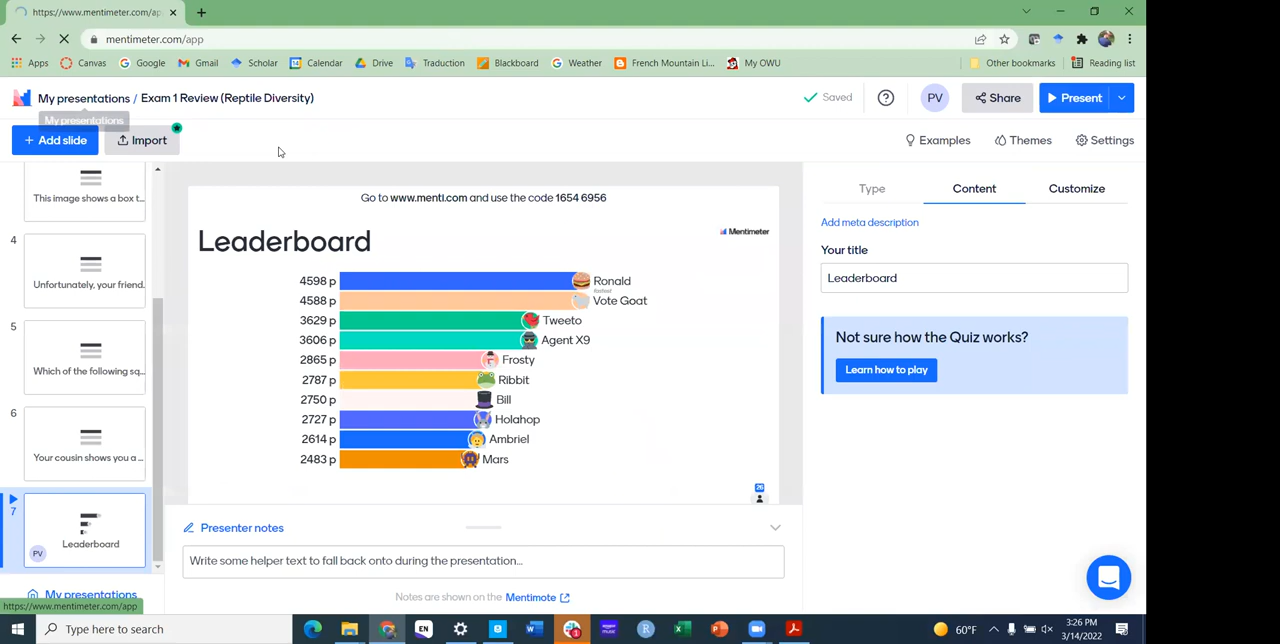 https://www.mentimeter.com/ap
mentimeter.com/app
Apps Canvas Google Gmail Scholar Calendar Drive Traduction Blackboard Weather French Mountain Li... My OWU Other bookmarks Reading list
My presentations / Exam 1 Review (Reptile Diversity)
Saved
PV
Share
Present
My presentations
+ Add slide
Import
Examples
Themes
Settings
This image shows a box t...
4
Unfortunately, your friend.
5
Which of the following sq...
6
Your cousin shows you a ...
7
Leaderboard
PV
My presentations
https://www.mentimeter.com/app
Go to www.menti.com and use the code 1654 6956
Leaderboard
Mentimeter
4598 p Ronald
fastest
4588 p Vote Goat
3629 p Tweeto
3606 p Agent X9
2865 p Frosty
2787 p Ribbit
2750 p Bill
2727 p Holahop
2614 p Ambriel
2483 p Mars
26
Presenter notes
Write some helper text to fall back onto during the presentation...
Notes are shown on the Mentimote
Type
Content
Customize
Add meta description
Your title
Leaderboard
Not sure how the Quiz works?
Learn how to play
Type here to search
EN
60°F
3:26 PM
3/14/2022